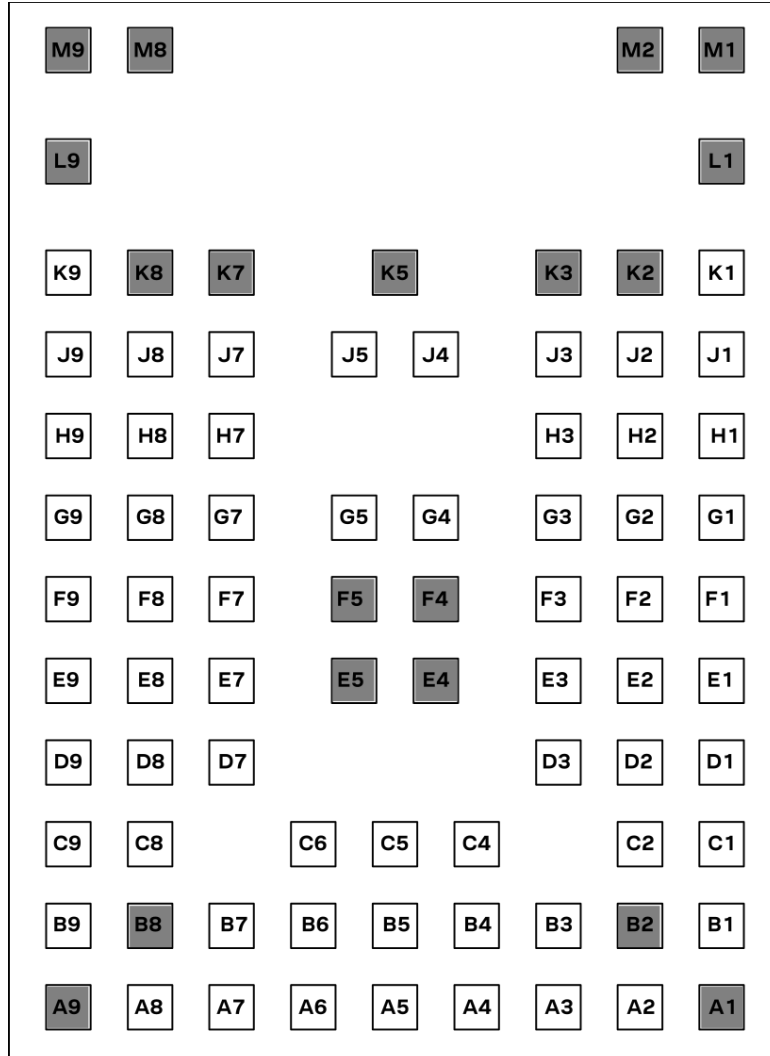 M9 M8 M2 M1
L9 L1
K9 K8 K7 K5 K3 K2 K1
J9 J8 J7 J5 J4 J3 J2 J1
H9 H8 H7 H3 H2 H1
G9 G8 G7 G5 G4 G3 G2 G1
F9 F8 F7 F5 F4 F3 F2 F1
E9 E8 E7 E5 E4 E3 E2 E1
D9 D8 D7 D3 D2 D1
C9 C8 C6 C5 C4 C2 C1
B9 B8 B7 B6 B5 B4 B3 B2 B1
A9 A8 A7 A6 A5 A4 A3 A2 A1